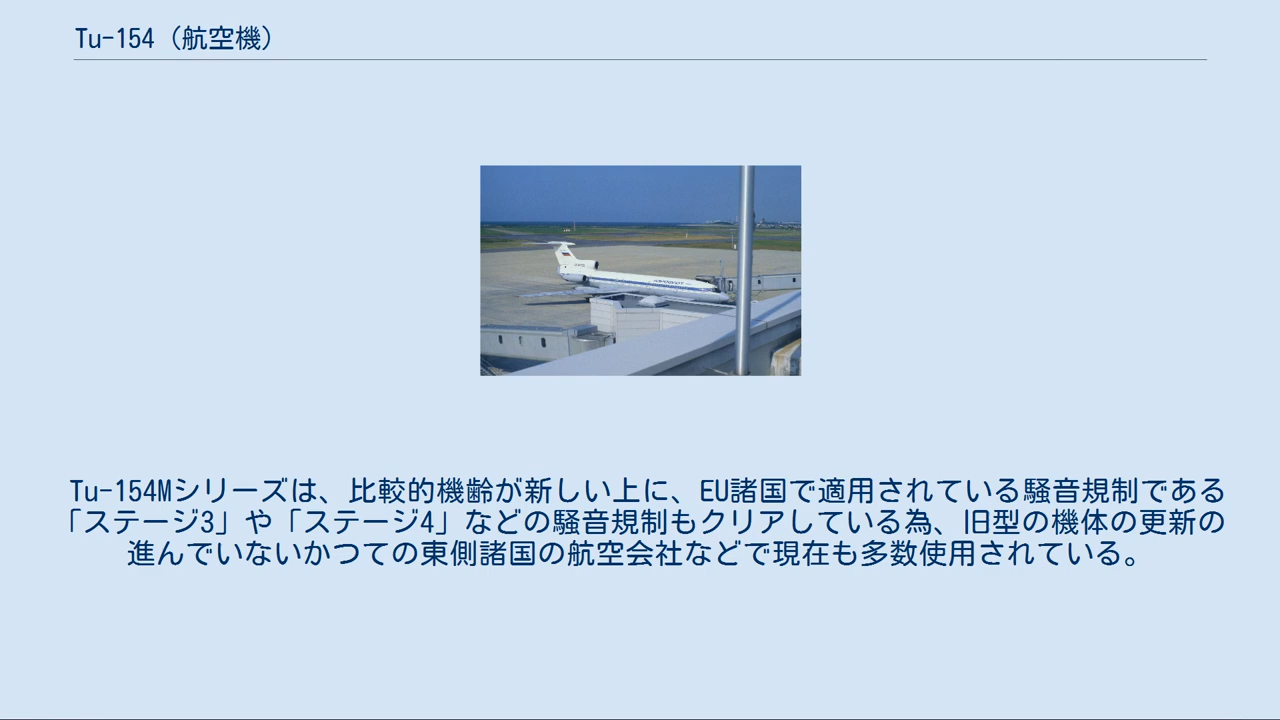 Tu-154（航空機）
Tu-154Mシリーズは、比較的機齢が新しい上に、EU諸国で適用されている騒音規制である
「ステージ3」や「ステージ4」などの騒音規制もクリアしている為、旧型の機体の更新の
進んでいないかつての東側諸国の航空会社などで現在も多数使用されている。